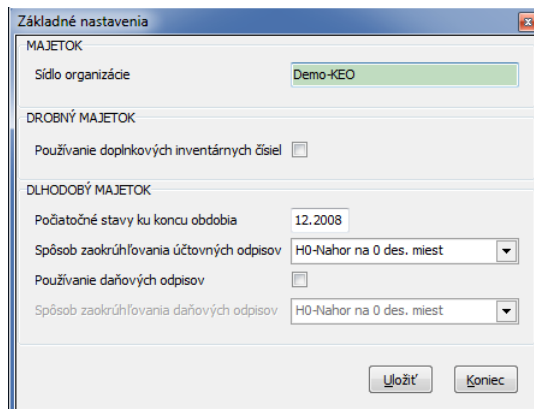 Základné nastavenia
MAJETOK
Sídlo organizácie Demo-KEO
DROBNÝ MAJETOK
Používanie doplnkových inventárnych čísiel
DLHODOBÝ MAJETOK
Počiatočné stavy ku koncu obdobia 12.2008
Spôsob zaokrúhľovania účtovných odpisov H0-Nahor na 0 des. miest
Používanie daňových odpisov
Spôsob zaokrúhľovania daňových odpisov H0-Nahor na 0 des. miest
Uložiť Koniec